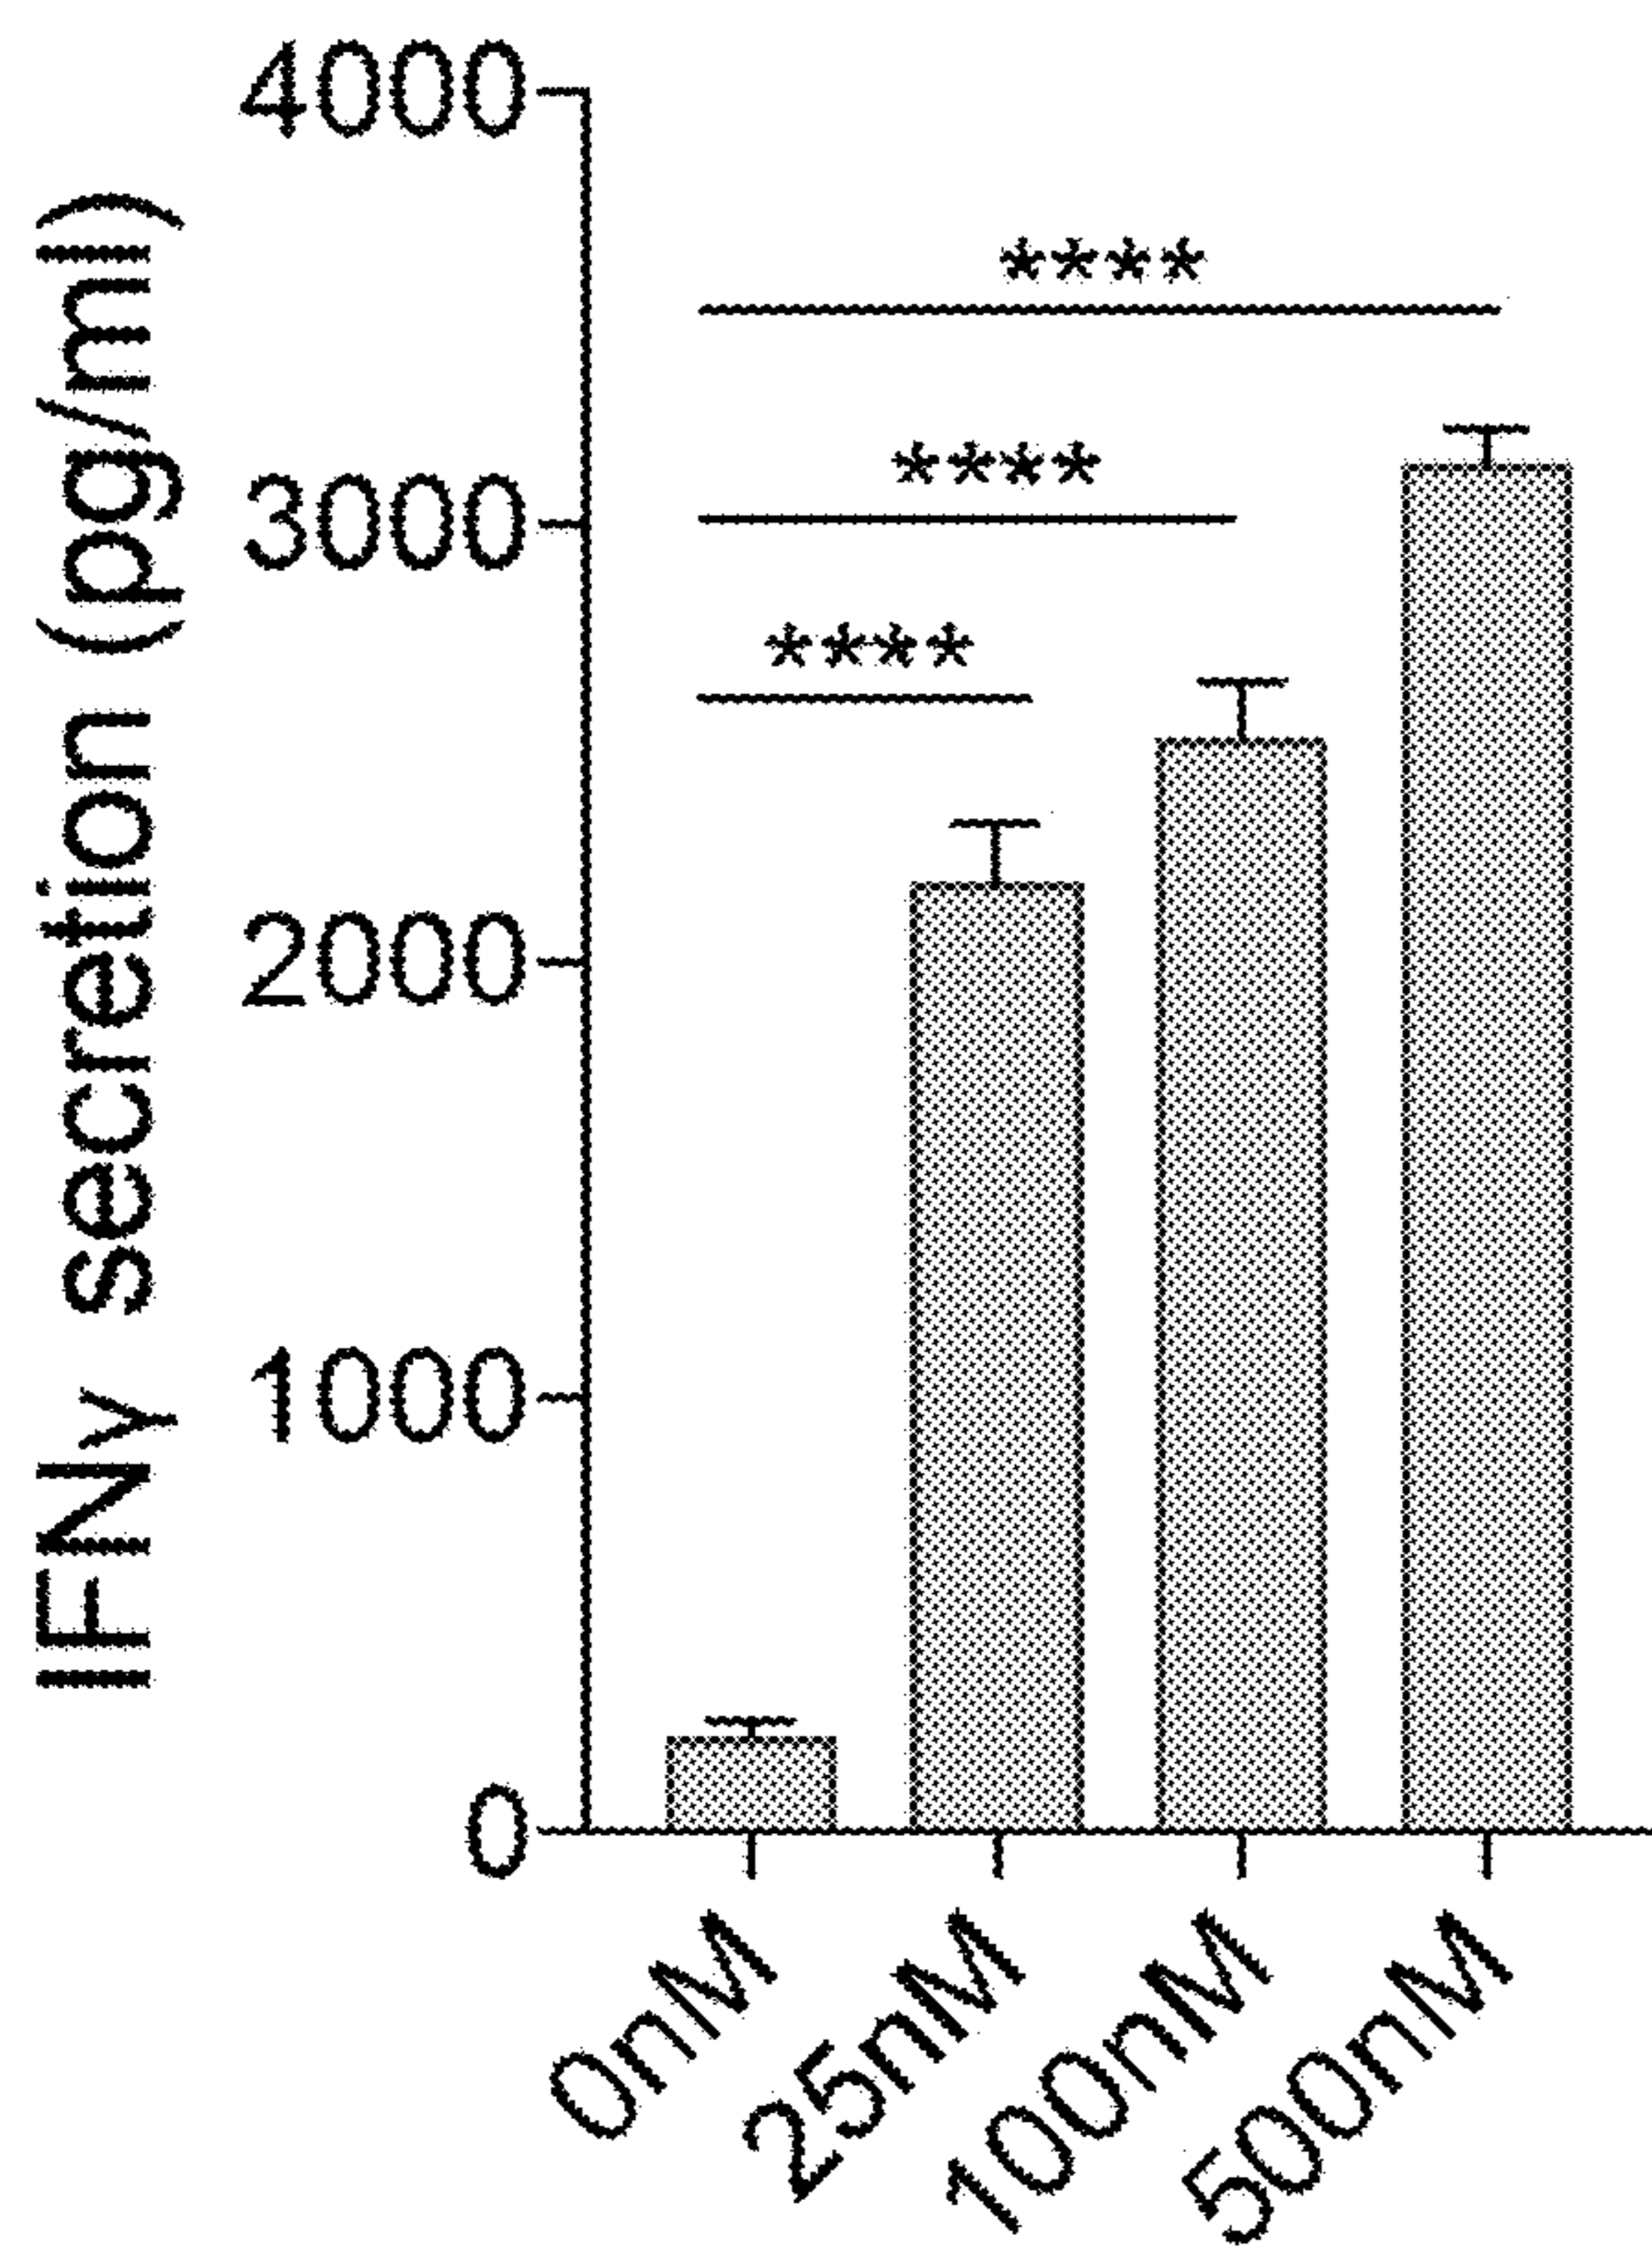 IFNγ secretion (pg/ml)
4000
3000
2000
1000
0
****
****
****
0nM
25nM
100nM
500nM